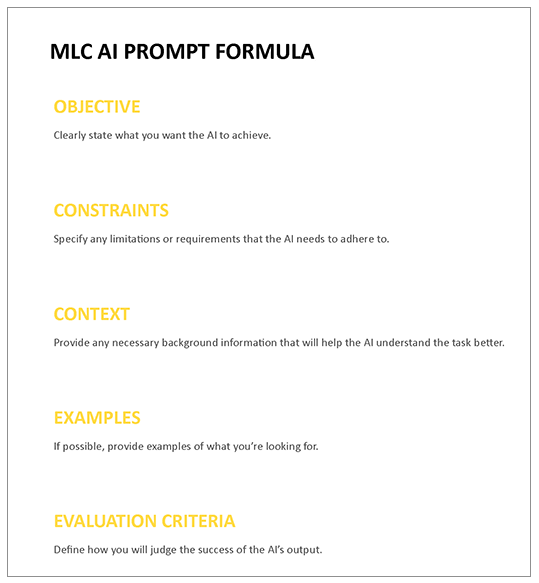 MLC AI PROMPT FORMULA
OBJECTIVE
Clearly state what you want the AI to achieve.
CONSTRAINTS
Specify any limitations or requirements that the AI needs to adhere to.
CONTEXT
Provide any necessary background information that will help the AI understand the task better.
EXAMPLES
If possible, provide examples of what you’re looking for.
EVALUATION CRITERIA
Define how you will judge the success of the AI’s output.